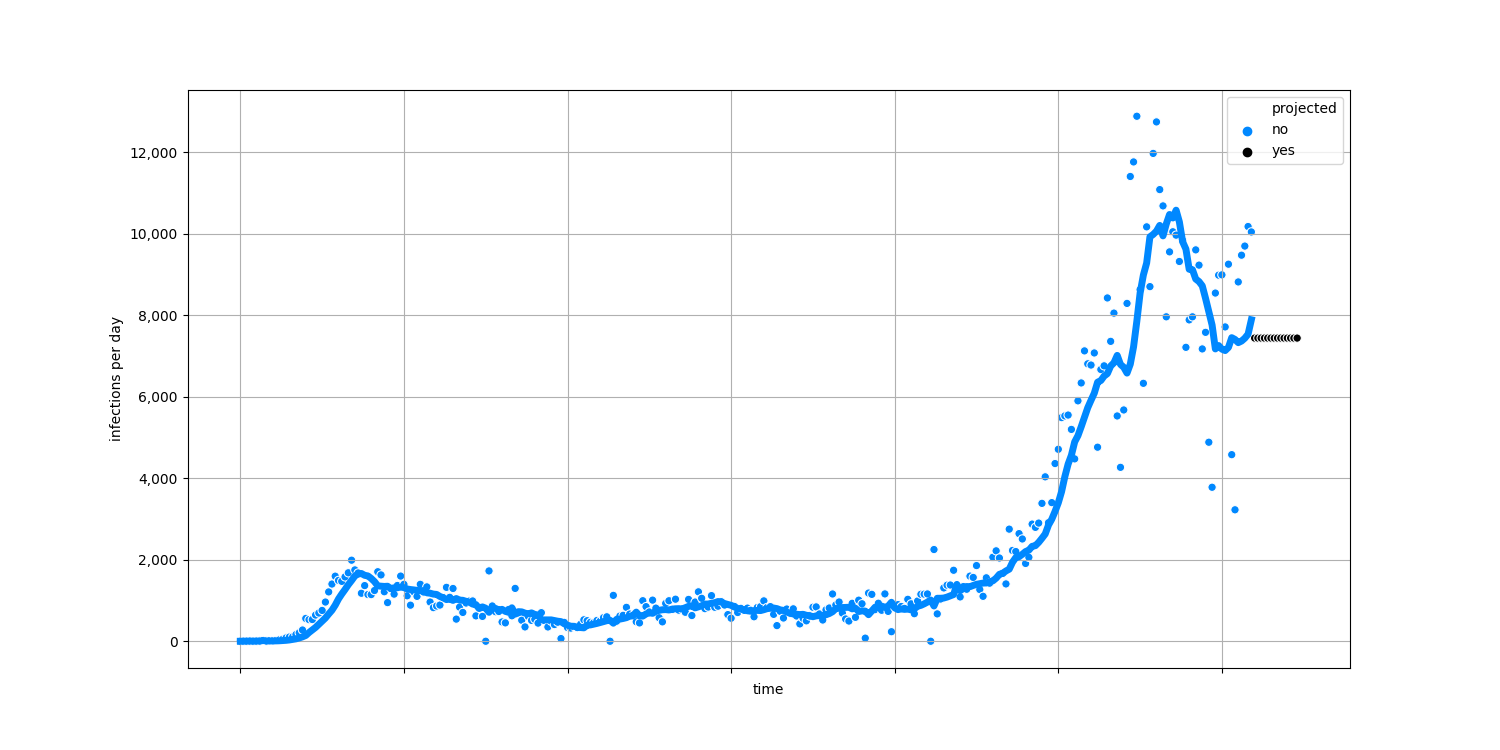 projected
no
yes
12,000
10,000
8,000
6,000
4,000
2,000
0
infections per day
time